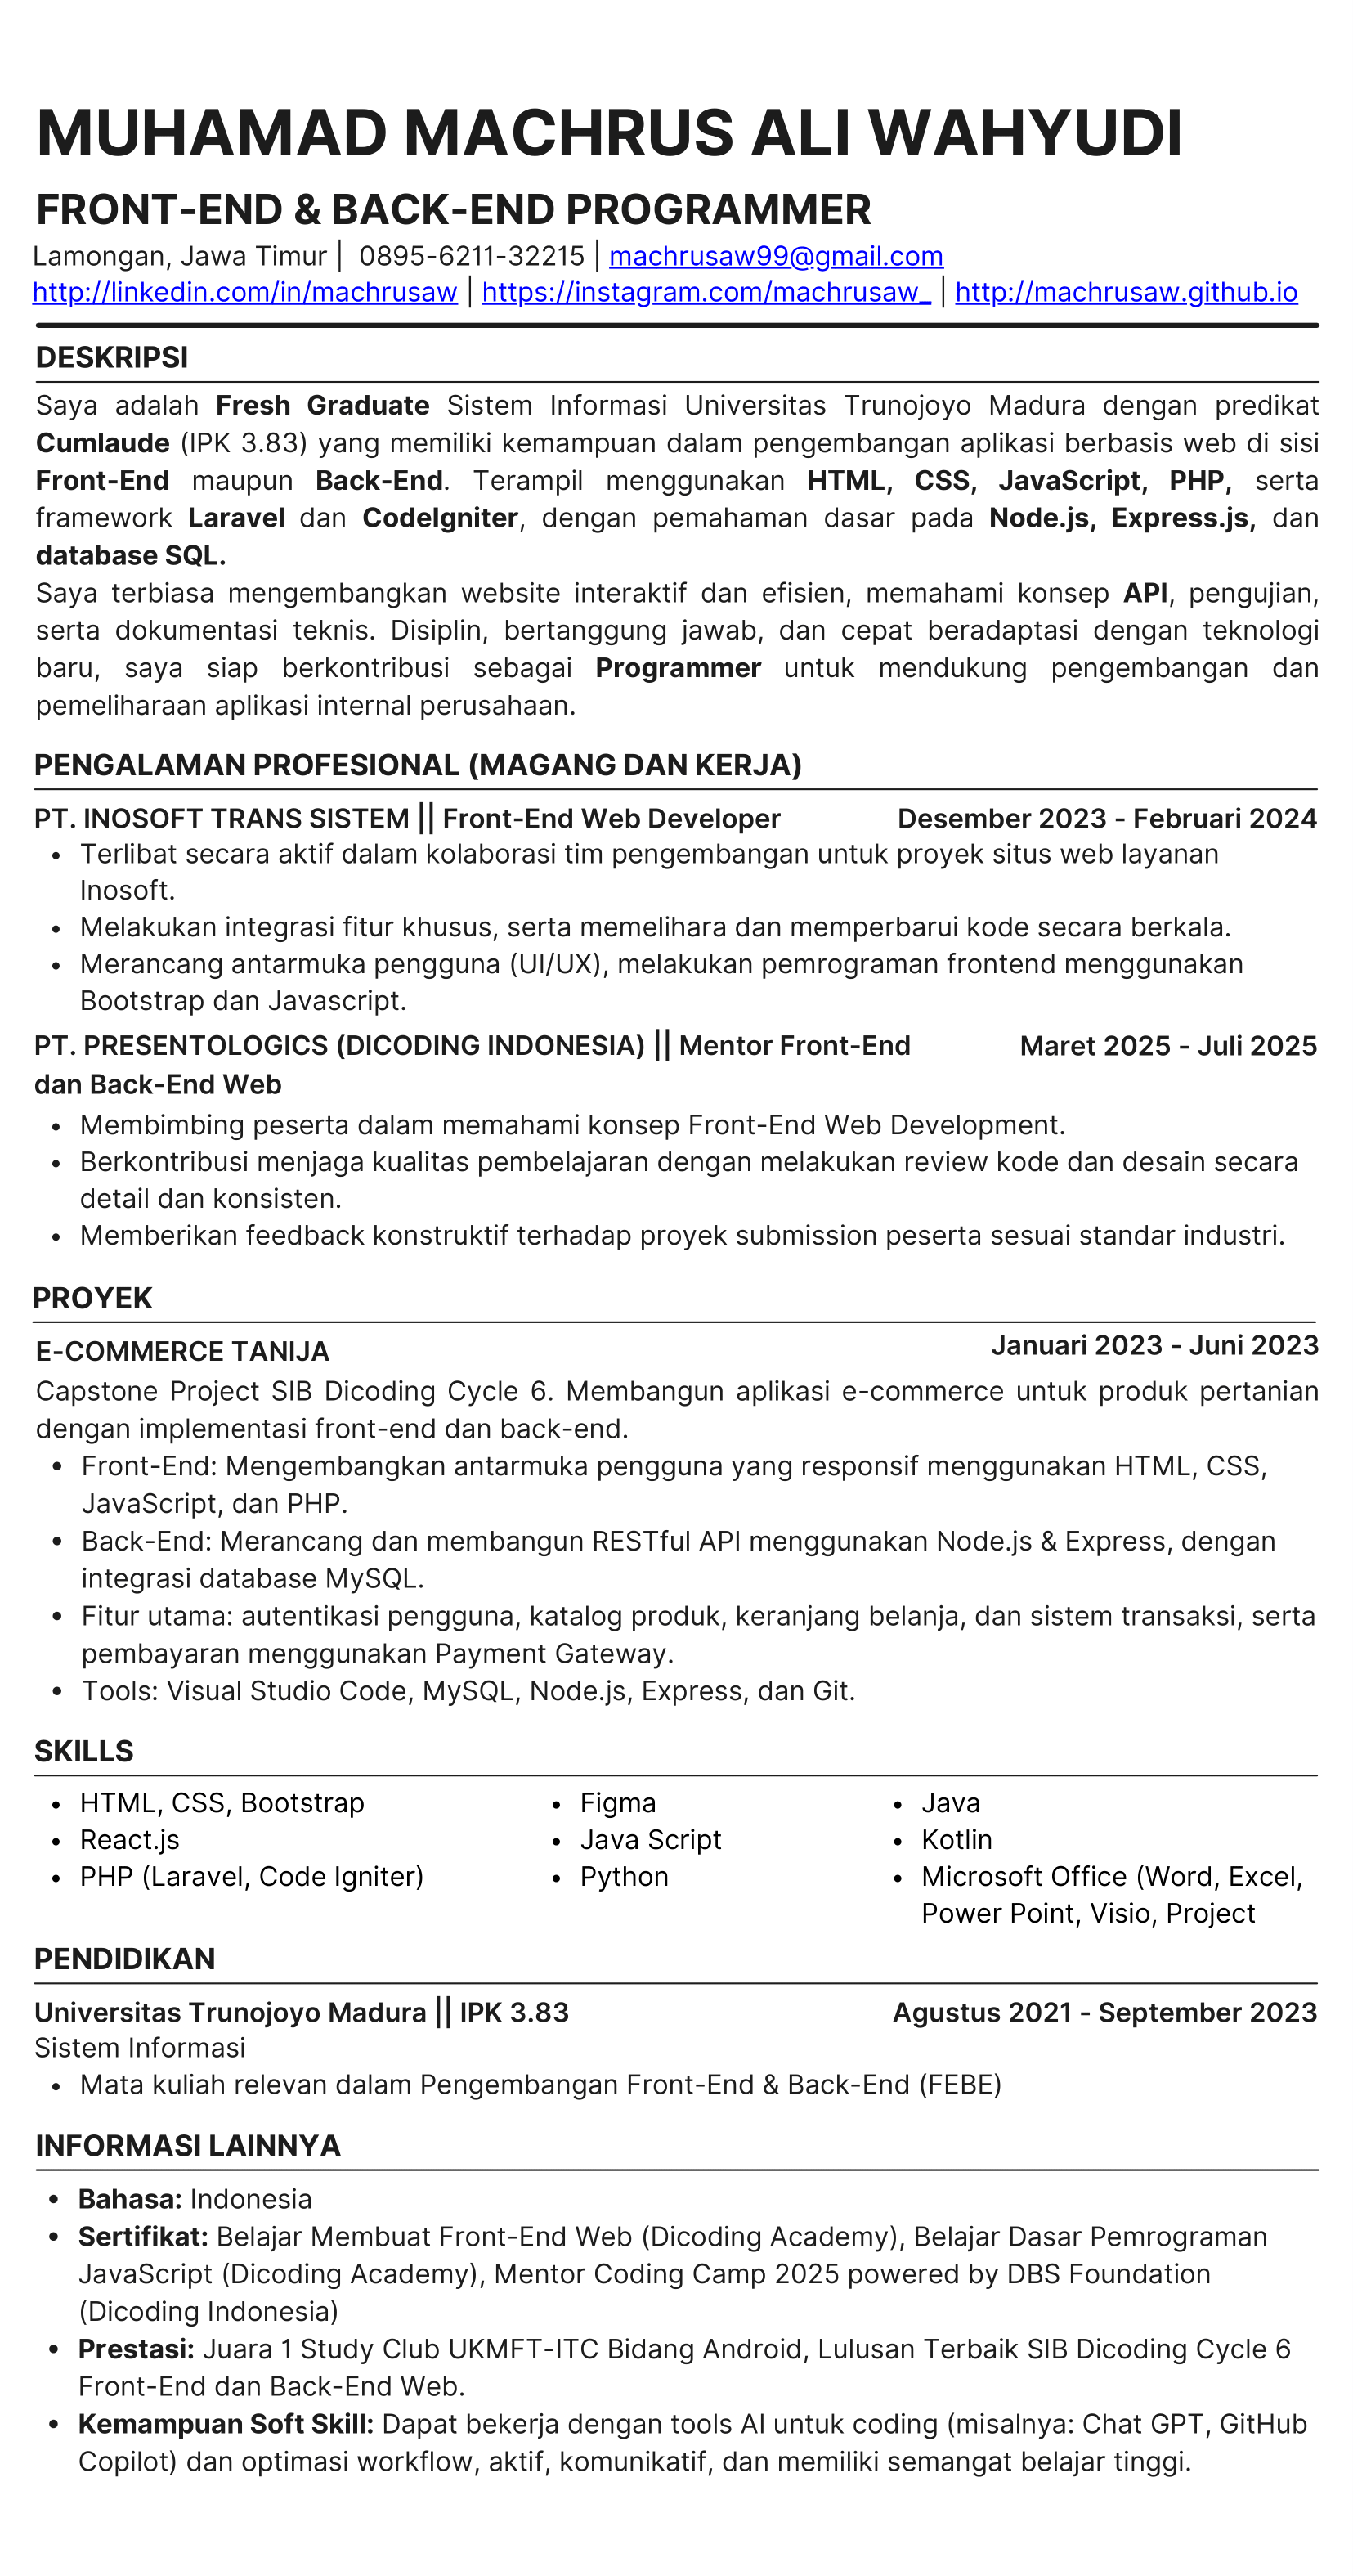 MUHAMAD MACHRUS ALI WAHYUDI
FRONT-END & BACK-END PROGRAMMER
Lamongan, Jawa Timur | 0895-6211-32215 | machrusaw99@gmail.com
http://linkedin.com/in/machrusaw | https://instagram.com/machrusaw_ | http://machrusaw.github.io
DESKRIPSI
Saya adalah Fresh Graduate Sistem Informasi Universitas Trunojoyo Madura dengan predikat
Cumlaude (IPK 3.83) yang memiliki kemampuan dalam pengembangan aplikasi berbasis web di sisi
Front-End maupun Back-End. Terampil menggunakan HTML, CSS, JavaScript, PHP, serta
framework Laravel dan CodeIgniter, dengan pemahaman dasar pada Node.js, Express.js, dan
database SQL.
Saya terbiasa mengembangkan website interaktif dan efisien, memahami konsep API, pengujian,
serta dokumentasi teknis. Disiplin, bertanggung jawab, dan cepat beradaptasi dengan teknologi
baru, saya siap berkontribusi sebagai Programmer untuk mendukung pengembangan dan
pemeliharaan aplikasi internal perusahaan.
PENGALAMAN PROFESIONAL (MAGANG DAN KERJA)
PT. INOSOFT TRANS SISTEM || Front-End Web Developer Desember 2023 - Februari 2024
• Terlibat secara aktif dalam kolaborasi tim pengembangan untuk proyek situs web layanan
Inosoft.
• Melakukan integrasi fitur khusus, serta memelihara dan memperbarui kode secara berkala.
• Merancang antarmuka pengguna (UI/UX), melakukan pemrograman frontend menggunakan
Bootstrap dan Javascript.
PT. PRESENTOLOGICS (DICODING INDONESIA) || Mentor Front-End Maret 2025 - Juli 2025
dan Back-End Web
• Membimbing peserta dalam memahami konsep Front-End Web Development.
• Berkontribusi menjaga kualitas pembelajaran dengan melakukan review kode dan desain secara
detail dan konsisten.
• Memberikan feedback konstruktif terhadap proyek submission peserta sesuai standar industri.
PROYEK
E-COMMERCE TANIJA Januari 2023 - Juni 2023
Capstone Project SIB Dicoding Cycle 6. Membangun aplikasi e-commerce untuk produk pertanian
dengan implementasi front-end dan back-end.
• Front-End: Mengembangkan antarmuka pengguna yang responsif menggunakan HTML, CSS,
JavaScript, dan PHP.
• Back-End: Merancang dan membangun RESTful API menggunakan Node.js & Express, dengan
integrasi database MySQL.
• Fitur utama: autentikasi pengguna, katalog produk, keranjang belanja, dan sistem transaksi, serta
pembayaran menggunakan Payment Gateway.
• Tools: Visual Studio Code, MySQL, Node.js, Express, dan Git.
SKILLS
• HTML, CSS, Bootstrap
• React.js
• PHP (Laravel, Code Igniter)
• Figma
• Java Script
• Python
• Java
• Kotlin
• Microsoft Office (Word, Excel,
Power Point, Visio, Project
PENDIDIKAN
Universitas Trunojoyo Madura || IPK 3.83 Agustus 2021 - September 2023
Sistem Informasi
• Mata kuliah relevan dalam Pengembangan Front-End & Back-End (FEBE)
INFORMASI LAINNYA
• Bahasa: Indonesia
• Sertifikat: Belajar Membuat Front-End Web (Dicoding Academy), Belajar Dasar Pemrograman
JavaScript (Dicoding Academy), Mentor Coding Camp 2025 powered by DBS Foundation
(Dicoding Indonesia)
• Prestasi: Juara 1 Study Club UKMFT-ITC Bidang Android, Lulusan Terbaik SIB Dicoding Cycle 6
Front-End dan Back-End Web.
• Kemampuan Soft Skill: Dapat bekerja dengan tools AI untuk coding (misalnya: Chat GPT, GitHub
Copilot) dan optimasi workflow, aktif, komunikatif, dan memiliki semangat belajar tinggi.